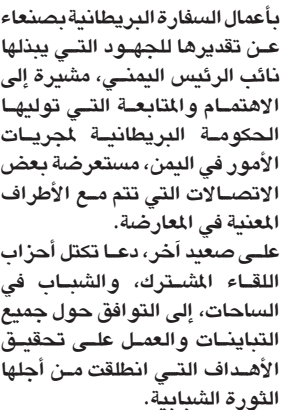 بأعمال السفارة البريطانية بصنعاء
عن تقديرها للجهود التي يبذلها
نائب الرئيس اليمني، مشيرة إلى
الاهتمام والمتابعة التي توليها
الحكومة البريطانية لمجريات
الأمور في اليمن، مستعرضة بعض
الاتصالات التي تتم مع الأطراف
المعنية في المعارضة.
على صعيد آخر، دعا تكتل أحزاب
اللقاء المشترك، والشباب في
الساحات، إلى التوافق حول جميع
التباينات والعمل على تحقيق
الأهداف التي انطلقت من أجلها
الثورة الشبابية.